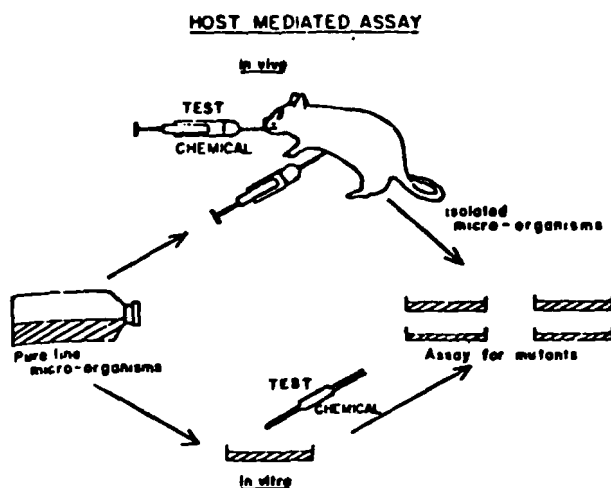 HOST MEDIATED ASSAY
In vivo
TEST
CHEMICAL
Isolated
micro-organisms
Pure line
micro-organisms
Assay for mutants
TEST
CHEMICAL
In vitro